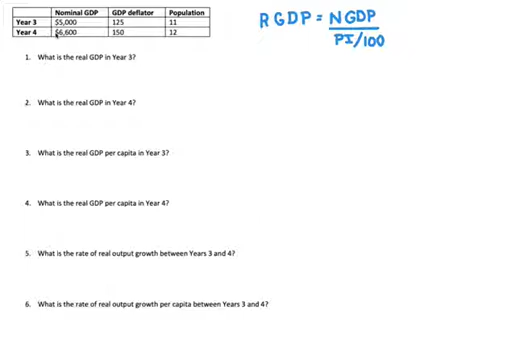 Nominal GDP GDP deflator Population
Year 3 $5,000 125 11
Year 4 $6,600 150 12
RGDP = NGDP
PI/100
1. What is the real GDP in Year 3?
2. What is the real GDP in Year 4?
3. What is the real GDP per capita in Year 3?
4. What is the real GDP per capita in Year 4?
5. What is the rate of real output growth between Years 3 and 4?
6. What is the rate of real output growth per capita between Years 3 and 4?